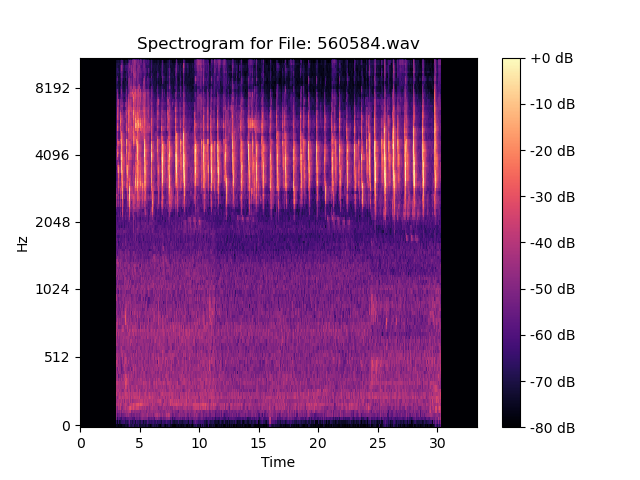 Spectrogram for File: 560584.wav
8192
4096
2048
1024
512
0
Hz
0 5 10 15 20 25 30
Time
+0 dB
-10 dB
-20 dB
-30 dB
-40 dB
-50 dB
-60 dB
-70 dB
-80 dB